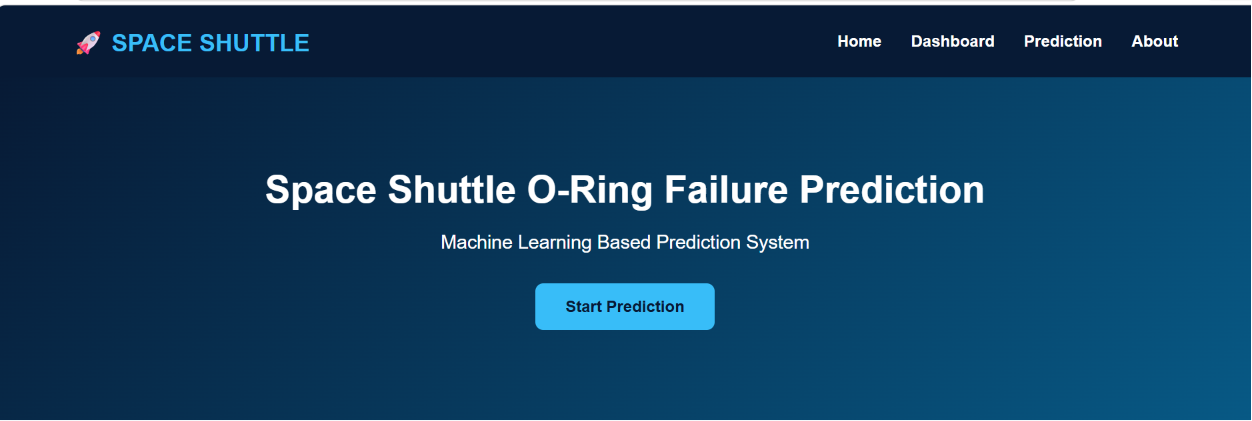 🚀 SPACE SHUTTLE
Home Dashboard Prediction About
Space Shuttle O-Ring Failure Prediction
Machine Learning Based Prediction System
Start Prediction